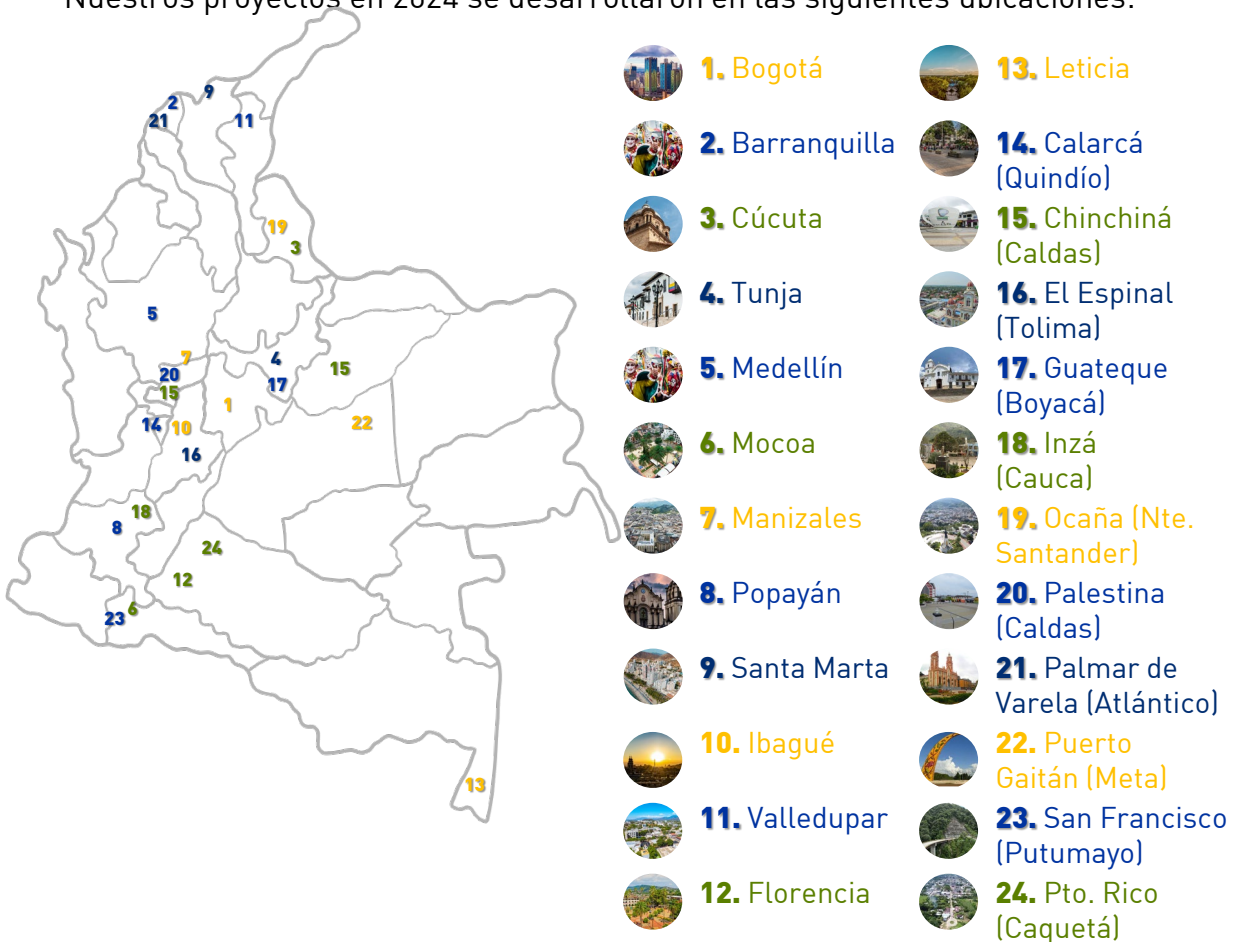 Nuestros proyectos en 2024 se desarrollaron en las siguientes ubicaciones:
9
2
21
11
19
3
5
7
4
20
15
17
15
1
22
14
10
16
18
8
24
12
6
23
13
1. Bogotá
2. Barranquilla
3. Cúcuta
4. Tunja
5. Medellín
6. Mocoa
7. Manizales
8. Popayán
9. Santa Marta
10. Ibagué
11. Valledupar
12. Florencia
13. Leticia
14. Calarcá
(Quindío)
15. Chinchiná
(Caldas)
16. El Espinal
(Tolima)
17. Guateque
(Boyacá)
18. Inzá
(Cauca)
19. Ocaña (Nte.
Santander)
20. Palestina
(Caldas)
21. Palmar de
Varela (Atlántico)
22. Puerto
Gaitán (Meta)
23. San Francisco
(Putumayo)
24. Pto. Rico
(Caquetá)